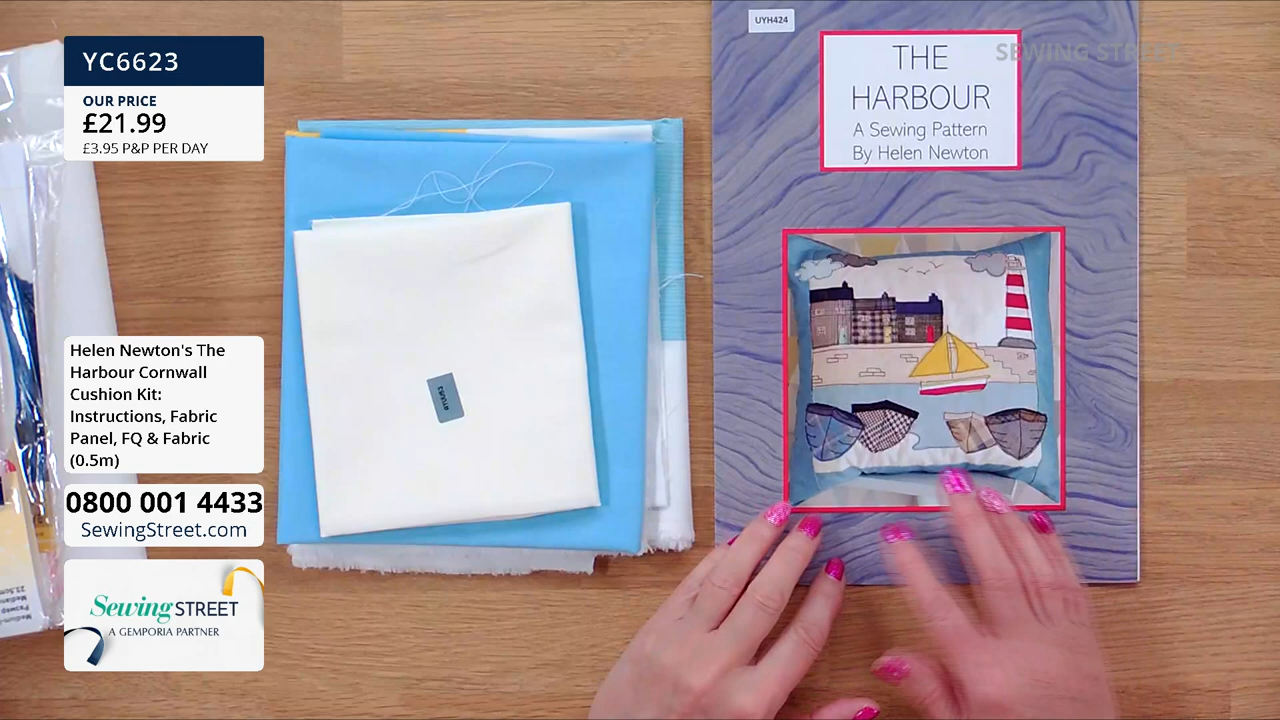 YC6623
OUR PRICE
£21.99
£3.95 P&P PER DAY
Helen Newton's The
Harbour Cornwall
Cushion Kit:
Instructions, Fabric
Panel, FQ & Fabric
(0.5m)
0800 001 4433
SewingStreet.com
Sewing STREET
A GEMPORIA PARTNER
UYH424
SEWING STREET
THE
HARBOUR
A Sewing Pattern
By Helen Newton